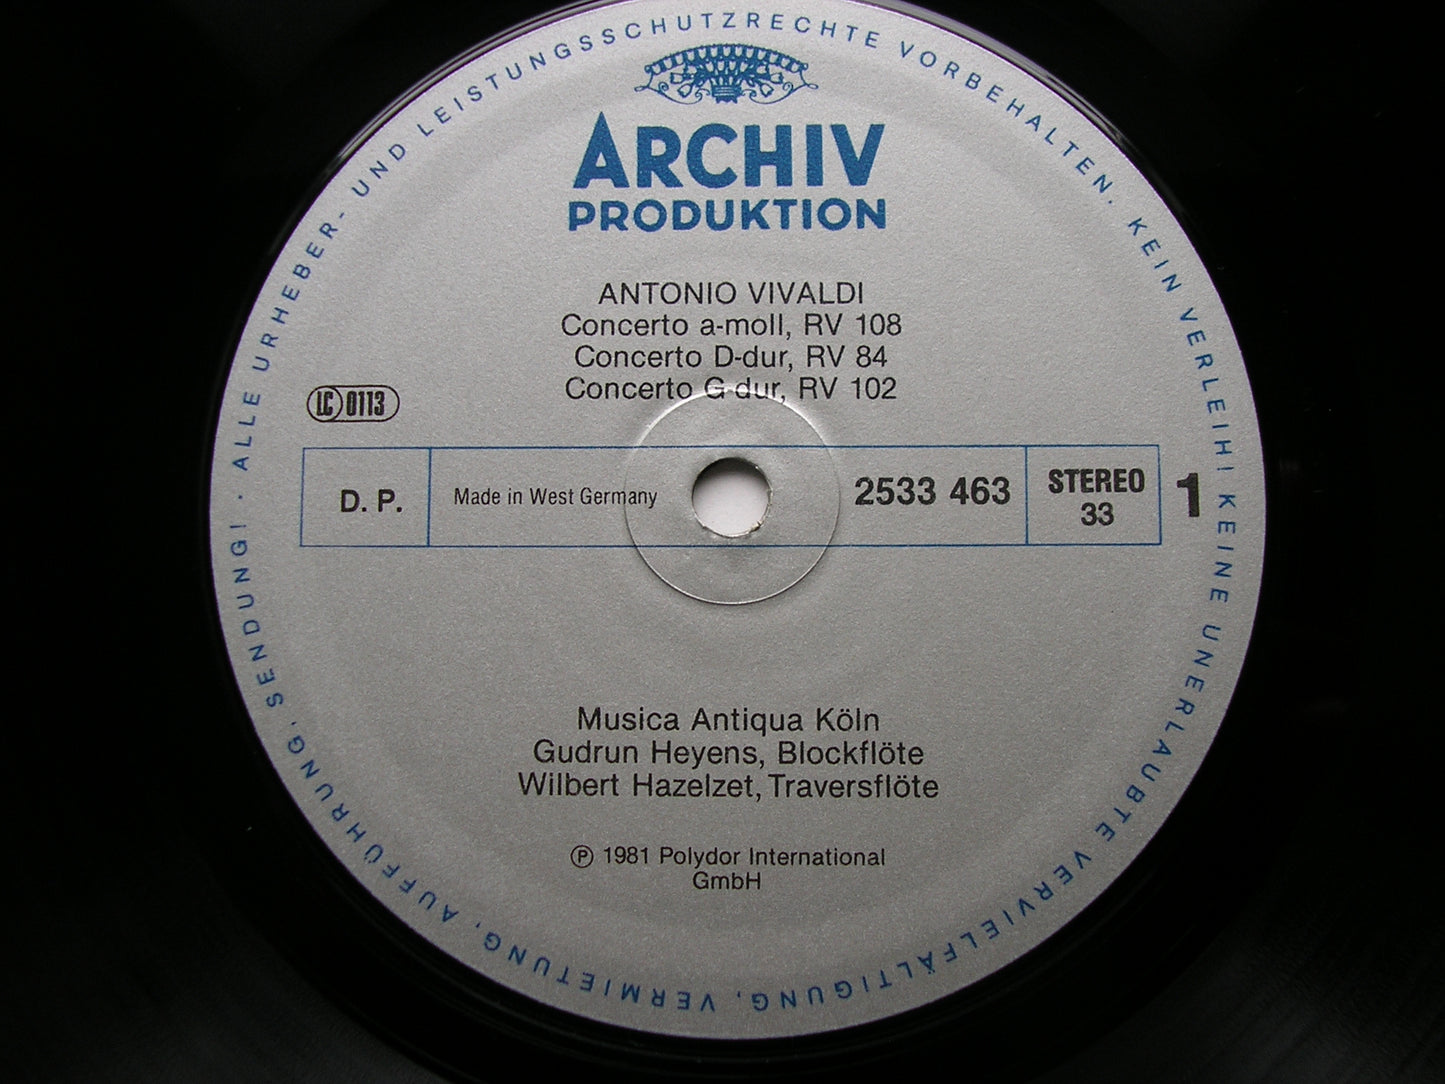 ALLE URHEBER- UND LEISTUNGSSCHUTZRECHTE VORBEHALTEN. KEIN VERLEIH! KEINE UNERLAUBTE VERVIELFÄLTIGUNG, VERMIETUNG, AUFFÜHRUNG, SENDUNG! ·
ARCHIV
PRODUKTION
ANTONIO VIVALDI
Concerto a-moll, RV 108
Concerto D-dur, RV 84
Concerto G-dur, RV 102
LC 0113
D. P. Made in West Germany 2533 463 STEREO 33 1
Musica Antiqua Köln
Gudrun Heyens, Blockflöte
Wilbert Hazelzet, Traversflöte
℗ 1981 Polydor International
GmbH